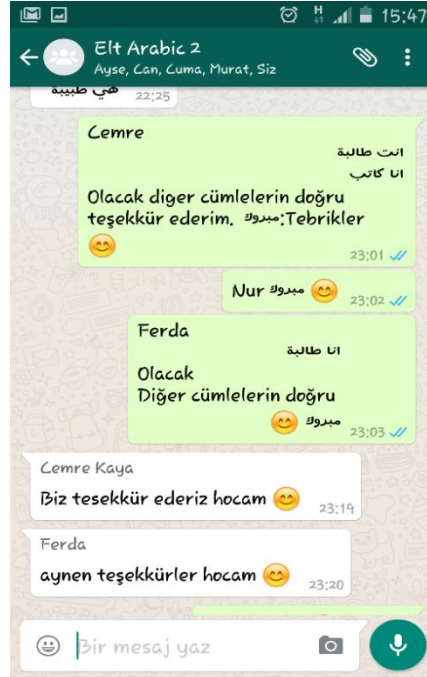 H
15:47
Elt Arabic 2
Ayse, Can, Cuma, Murat, Siz
هي طبيبة
22:25
Cemre
انت طالبة
انا كاتب
Olacak diger cümlelerin doğru
teşekkür ederim. مبروك:Tebrikler
😊
23:01
Nur مبروك 😊
23:02
Ferda
انا طالبة
Olacak
Diğer cümlelerin doğru
مبروك 😊
23:03
Cemre Kaya
Biz tesekkür ederiz hocam 😊
23:19
Ferda
aynen teşekkürler hocam 😊
23:20
Bir mesaj yaz